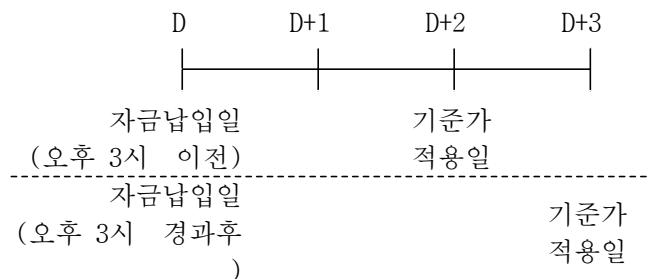 D D+1 D+2 D+3
자금납입일 기준가
(오후 3시 이전) 적용일
자금납입일
(오후 3시 경과후
)
기준가
적용일